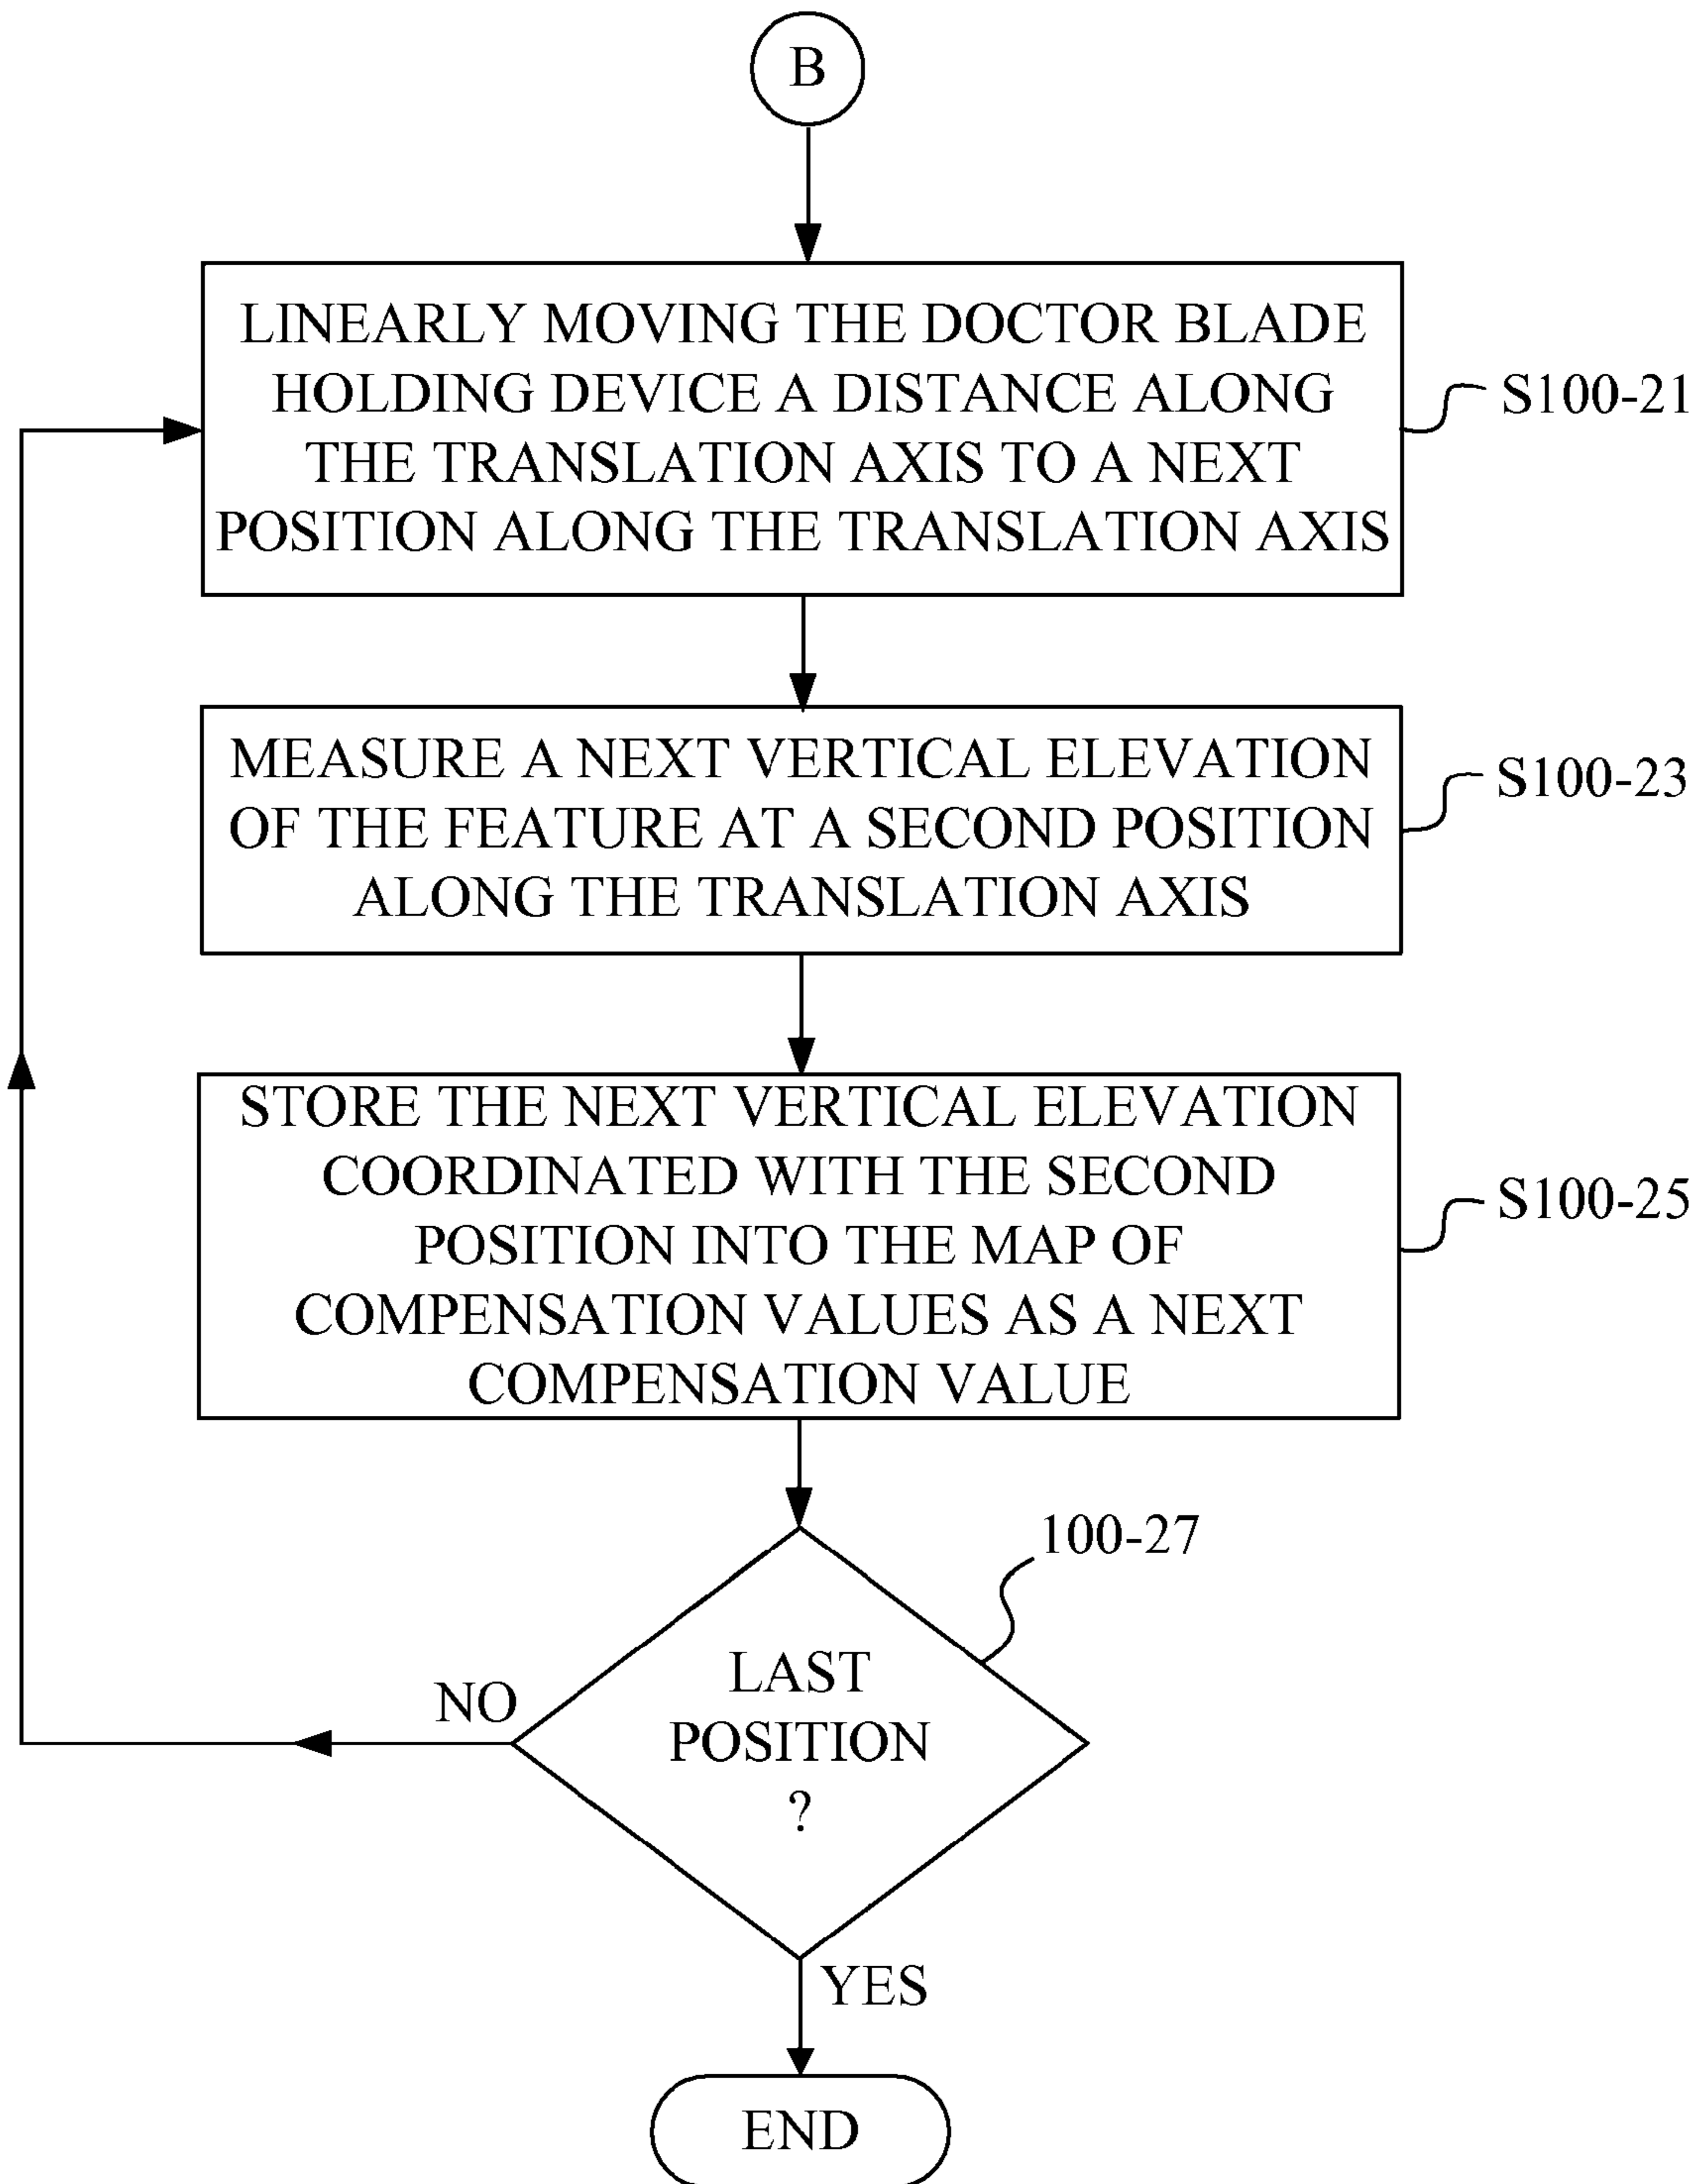 B
LINEARLY MOVING THE DOCTOR BLADE
HOLDING DEVICE A DISTANCE ALONG
THE TRANSLATION AXIS TO A NEXT
POSITION ALONG THE TRANSLATION AXIS
S100-21
MEASURE A NEXT VERTICAL ELEVATION
OF THE FEATURE AT A SECOND POSITION
ALONG THE TRANSLATION AXIS
S100-23
STORE THE NEXT VERTICAL ELEVATION
COORDINATED WITH THE SECOND
POSITION INTO THE MAP OF
COMPENSATION VALUES AS A NEXT
COMPENSATION VALUE
S100-25
100-27
LAST
POSITION
?
NO
YES
END